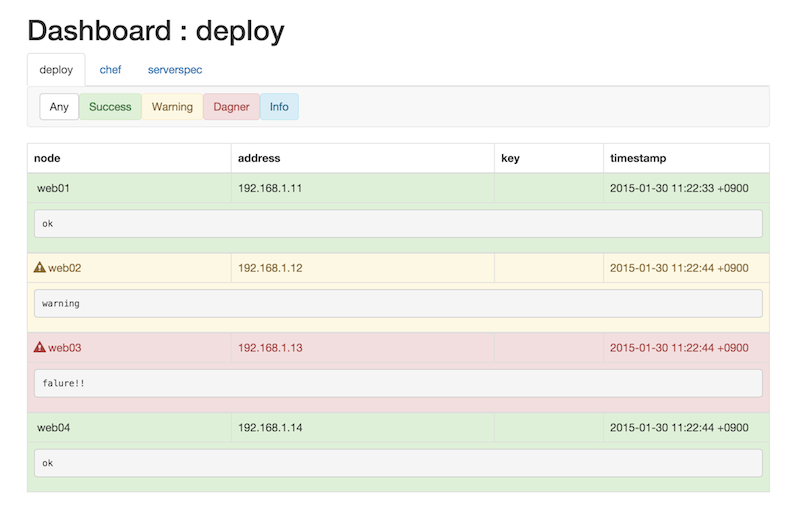 Dashboard : deploy
deploy chef serverspec
Any Success Warning Dagner Info
node address key timestamp
web01 192.168.1.11 2015-01-30 11:22:33 +0900
ok
web02 192.168.1.12 2015-01-30 11:22:44 +0900
warning
web03 192.168.1.13 2015-01-30 11:22:44 +0900
falure!!
web04 192.168.1.14 2015-01-30 11:22:44 +0900
ok